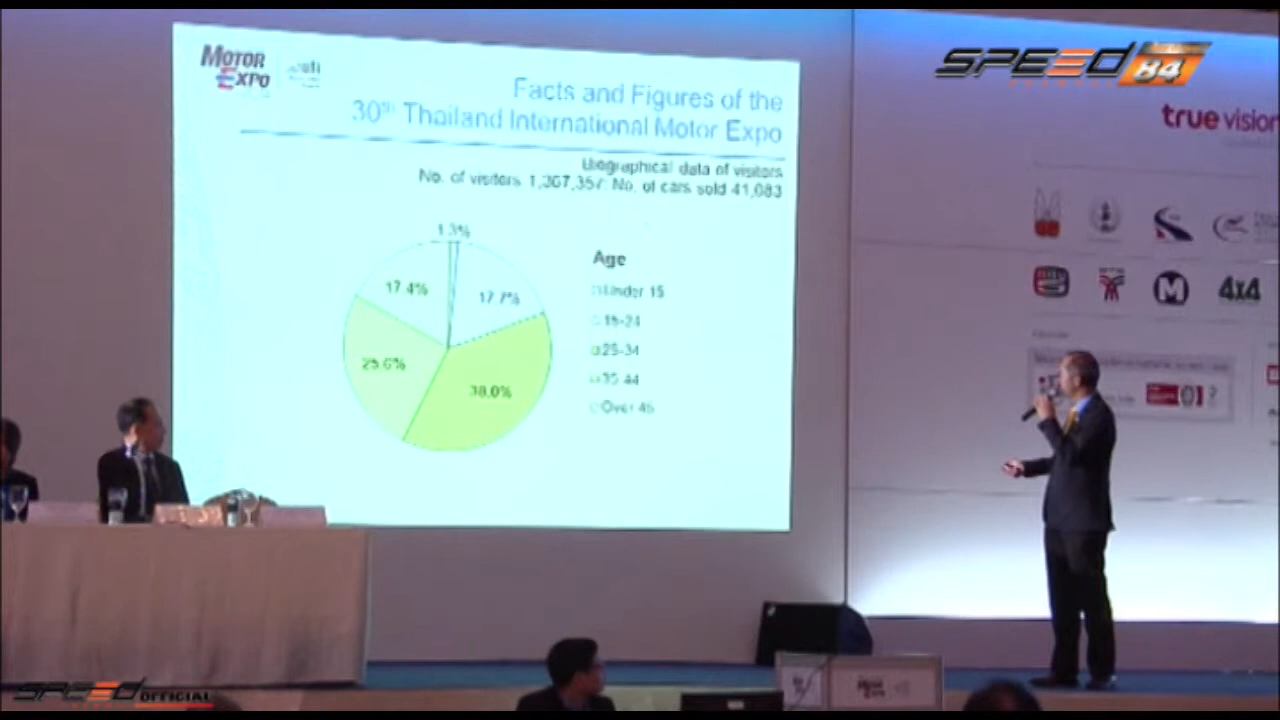 MOTOR
EXPO
SPEED 84
Facts and Figures of the
30th Thailand International Motor Expo
Biographical data of visitors
No. of visitors 1,367,357: No. of cars sold 41,083
true vision
1.3%
17.4%
17.7%
25.6%
38.0%
Age
Under 15
15-24
25-34
35-44
Over 45
M
4x4
SPEED OFFICIAL